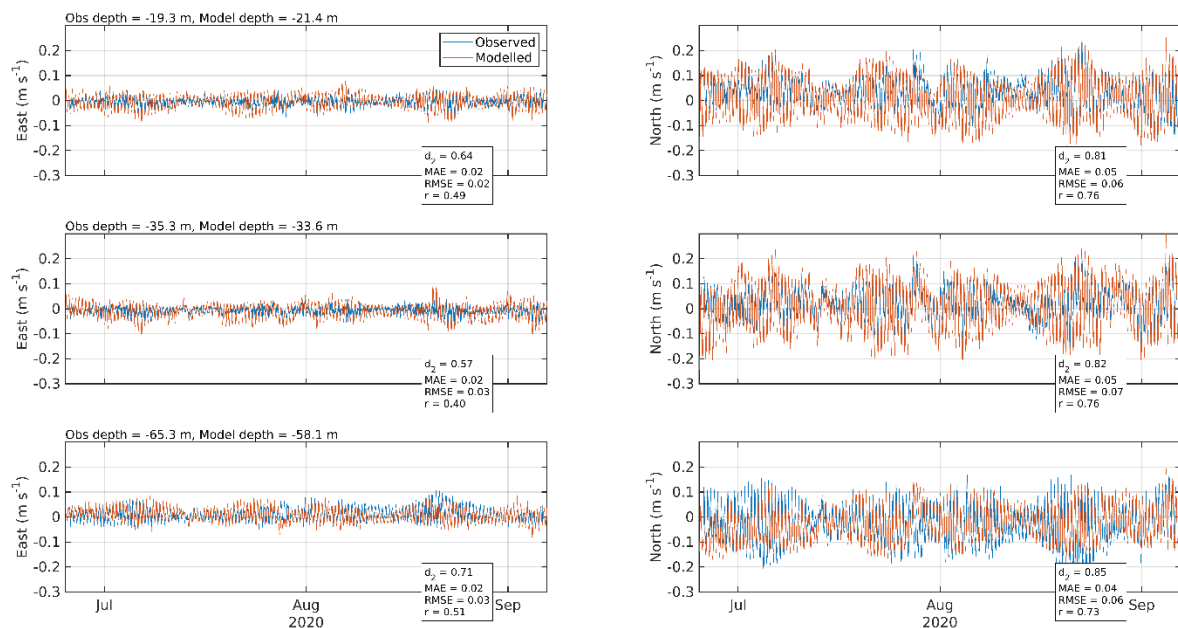 Obs depth = -19.3 m, Model depth = -21.4 m
East (m s⁻¹)
0.2
0.1
0
-0.1
-0.2
-0.3
Observed
Modelled
d₂ = 0.64
MAE = 0.02
RMSE = 0.02
r = 0.49
North (m s⁻¹)
0.2
0.1
0
-0.1
-0.2
-0.3
d₂ = 0.81
MAE = 0.05
RMSE = 0.06
r = 0.76
Obs depth = -35.3 m, Model depth = -33.6 m
East (m s⁻¹)
0.2
0.1
0
-0.1
-0.2
-0.3
d₂ = 0.57
MAE = 0.02
RMSE = 0.03
r = 0.40
North (m s⁻¹)
0.2
0.1
0
-0.1
-0.2
-0.3
d₂ = 0.82
MAE = 0.05
RMSE = 0.07
r = 0.76
Obs depth = -65.3 m, Model depth = -58.1 m
East (m s⁻¹)
0.2
0.1
0
-0.1
-0.2
-0.3
d₂ = 0.71
MAE = 0.02
RMSE = 0.03
r = 0.51
Jul
Aug
Sep
2020
North (m s⁻¹)
0.2
0.1
0
-0.1
-0.2
-0.3
d₂ = 0.85
MAE = 0.04
RMSE = 0.06
r = 0.73
Jul
Aug
Sep
2020